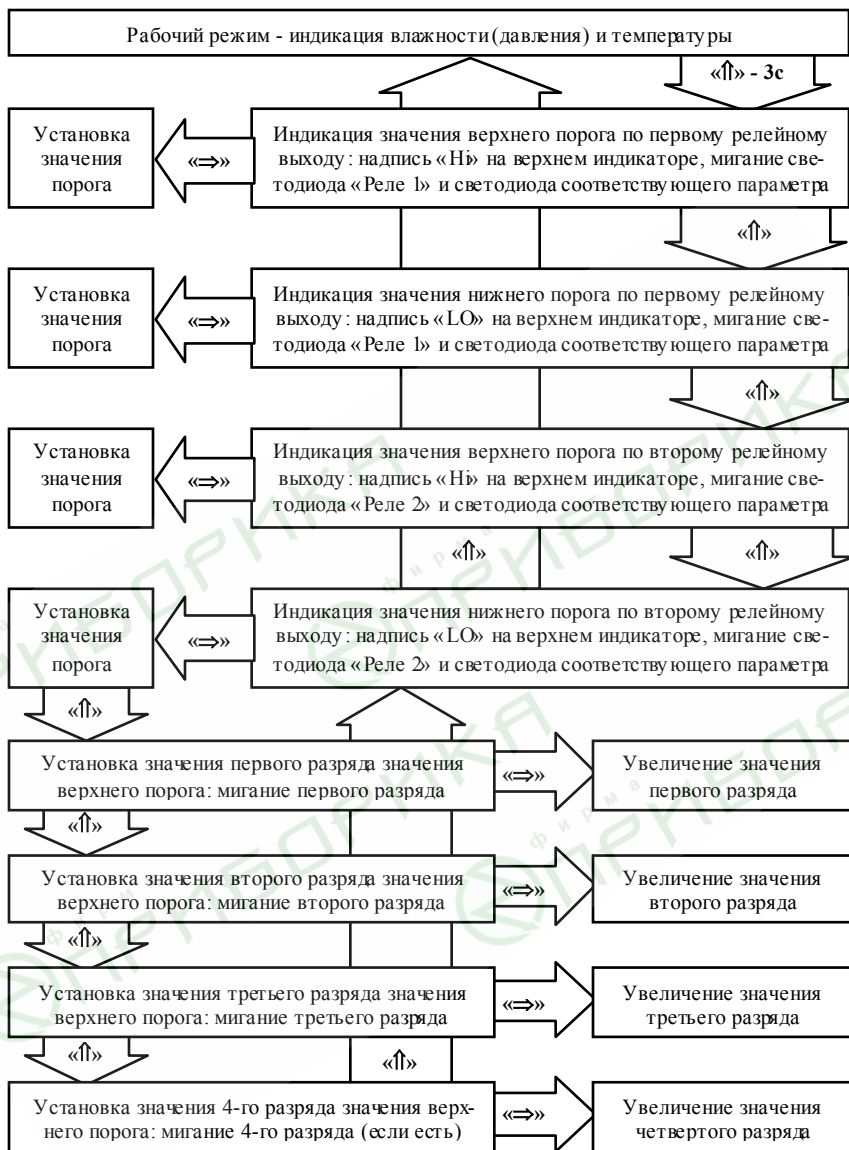 Рабочий режим - индикация влажности (давления) и температуры
«⇑» - 3с
Установка
значения
порога
«⇒»
Индикация значения верхнего порога по первому релейному
выходу: надпись «Hi» на верхнем индикаторе, мигание све-
тодиода «Реле 1» и светодиода соответствующего параметра
«⇑»
Установка
значения
порога
«⇒»
Индикация значения нижнего порога по первому релейному
выходу: надпись «LO» на верхнем индикаторе, мигание све-
тодиода «Реле 1» и светодиода соответствующего параметра
«⇑»
Установка
значения
порога
«⇒»
Индикация значения верхнего порога по второму релейному
выходу: надпись «Hi» на верхнем индикаторе, мигание све-
тодиода «Реле 2» и светодиода соответствующего параметра
«⇑»
«⇑»
Установка
значения
порога
«⇒»
Индикация значения нижнего порога по второму релейному
выходу: надпись «LO» на верхнем индикаторе, мигание све-
тодиода «Реле 2» и светодиода соответствующего параметра
«⇑»
Установка значения первого разряда значения
верхнего порога: мигание первого разряда
«⇒»
Увеличение значения
первого разряда
«⇑»
Установка значения второго разряда значения
верхнего порога: мигание второго разряда
«⇒»
Увеличение значения
второго разряда
«⇑»
Установка значения третьего разряда значения
верхнего порога: мигание третьего разряда
«⇒»
Увеличение значения
третьего разряда
«⇑»
«⇑»
Установка значения 4-го разряда значения верх-
него порога: мигание 4-го разряда (если есть)
«⇒»
Увеличение значения
четвертого разряда
фирма
ПРИБОРИКА
фирма
ПРИБОРИКА